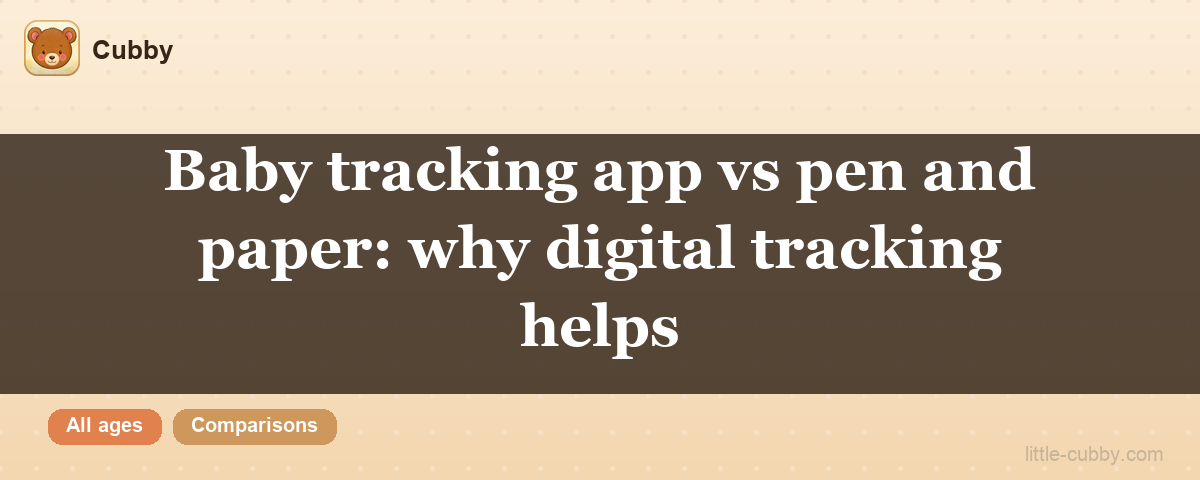 Cubby
Baby tracking app vs pen and
paper: why digital tracking
helps
All ages
Comparisons
little-cubby.com